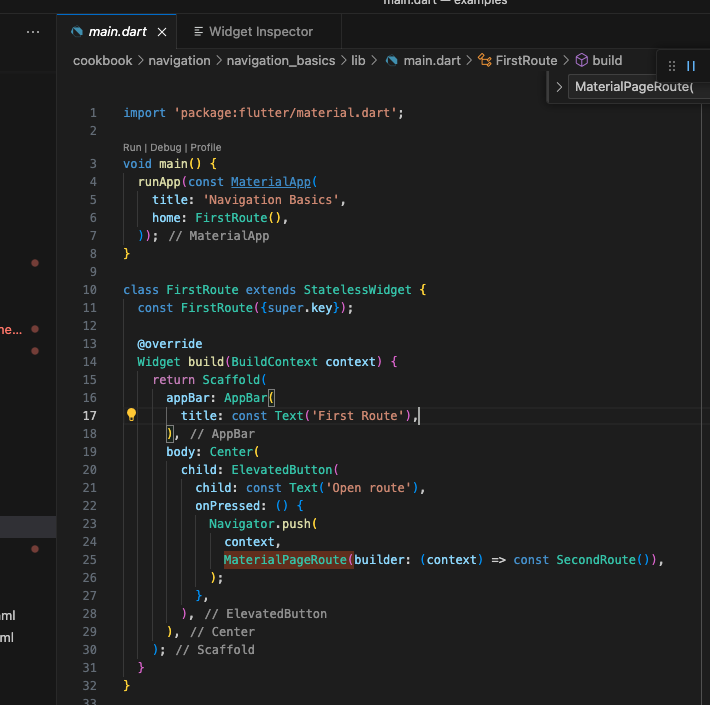 main.dart — examples
... main.dart × Widget Inspector
cookbook > navigation > navigation_basics > lib > main.dart > FirstRoute > build
> MaterialPageRoute(
1 import 'package:flutter/material.dart';
2
Run | Debug | Profile
3 void main() {
4 runApp(const MaterialApp(
5 title: 'Navigation Basics',
6 home: FirstRoute(),
7 )); // MaterialApp
8 }
9
10 class FirstRoute extends StatelessWidget {
11 const FirstRoute({super.key});
12
13 @override
14 Widget build(BuildContext context) {
15 return Scaffold(
16 appBar: AppBar(
17 title: const Text('First Route'),
18 ), // AppBar
19 body: Center(
20 child: ElevatedButton(
21 child: const Text('Open route'),
22 onPressed: () {
23 Navigator.push(
24 context,
25 MaterialPageRoute(builder: (context) => const SecondRoute()),
26 );
27 },
28 ), // ElevatedButton
29 ), // Center
30 ); // Scaffold
31 }
32 }
33
ne...
ml
ml